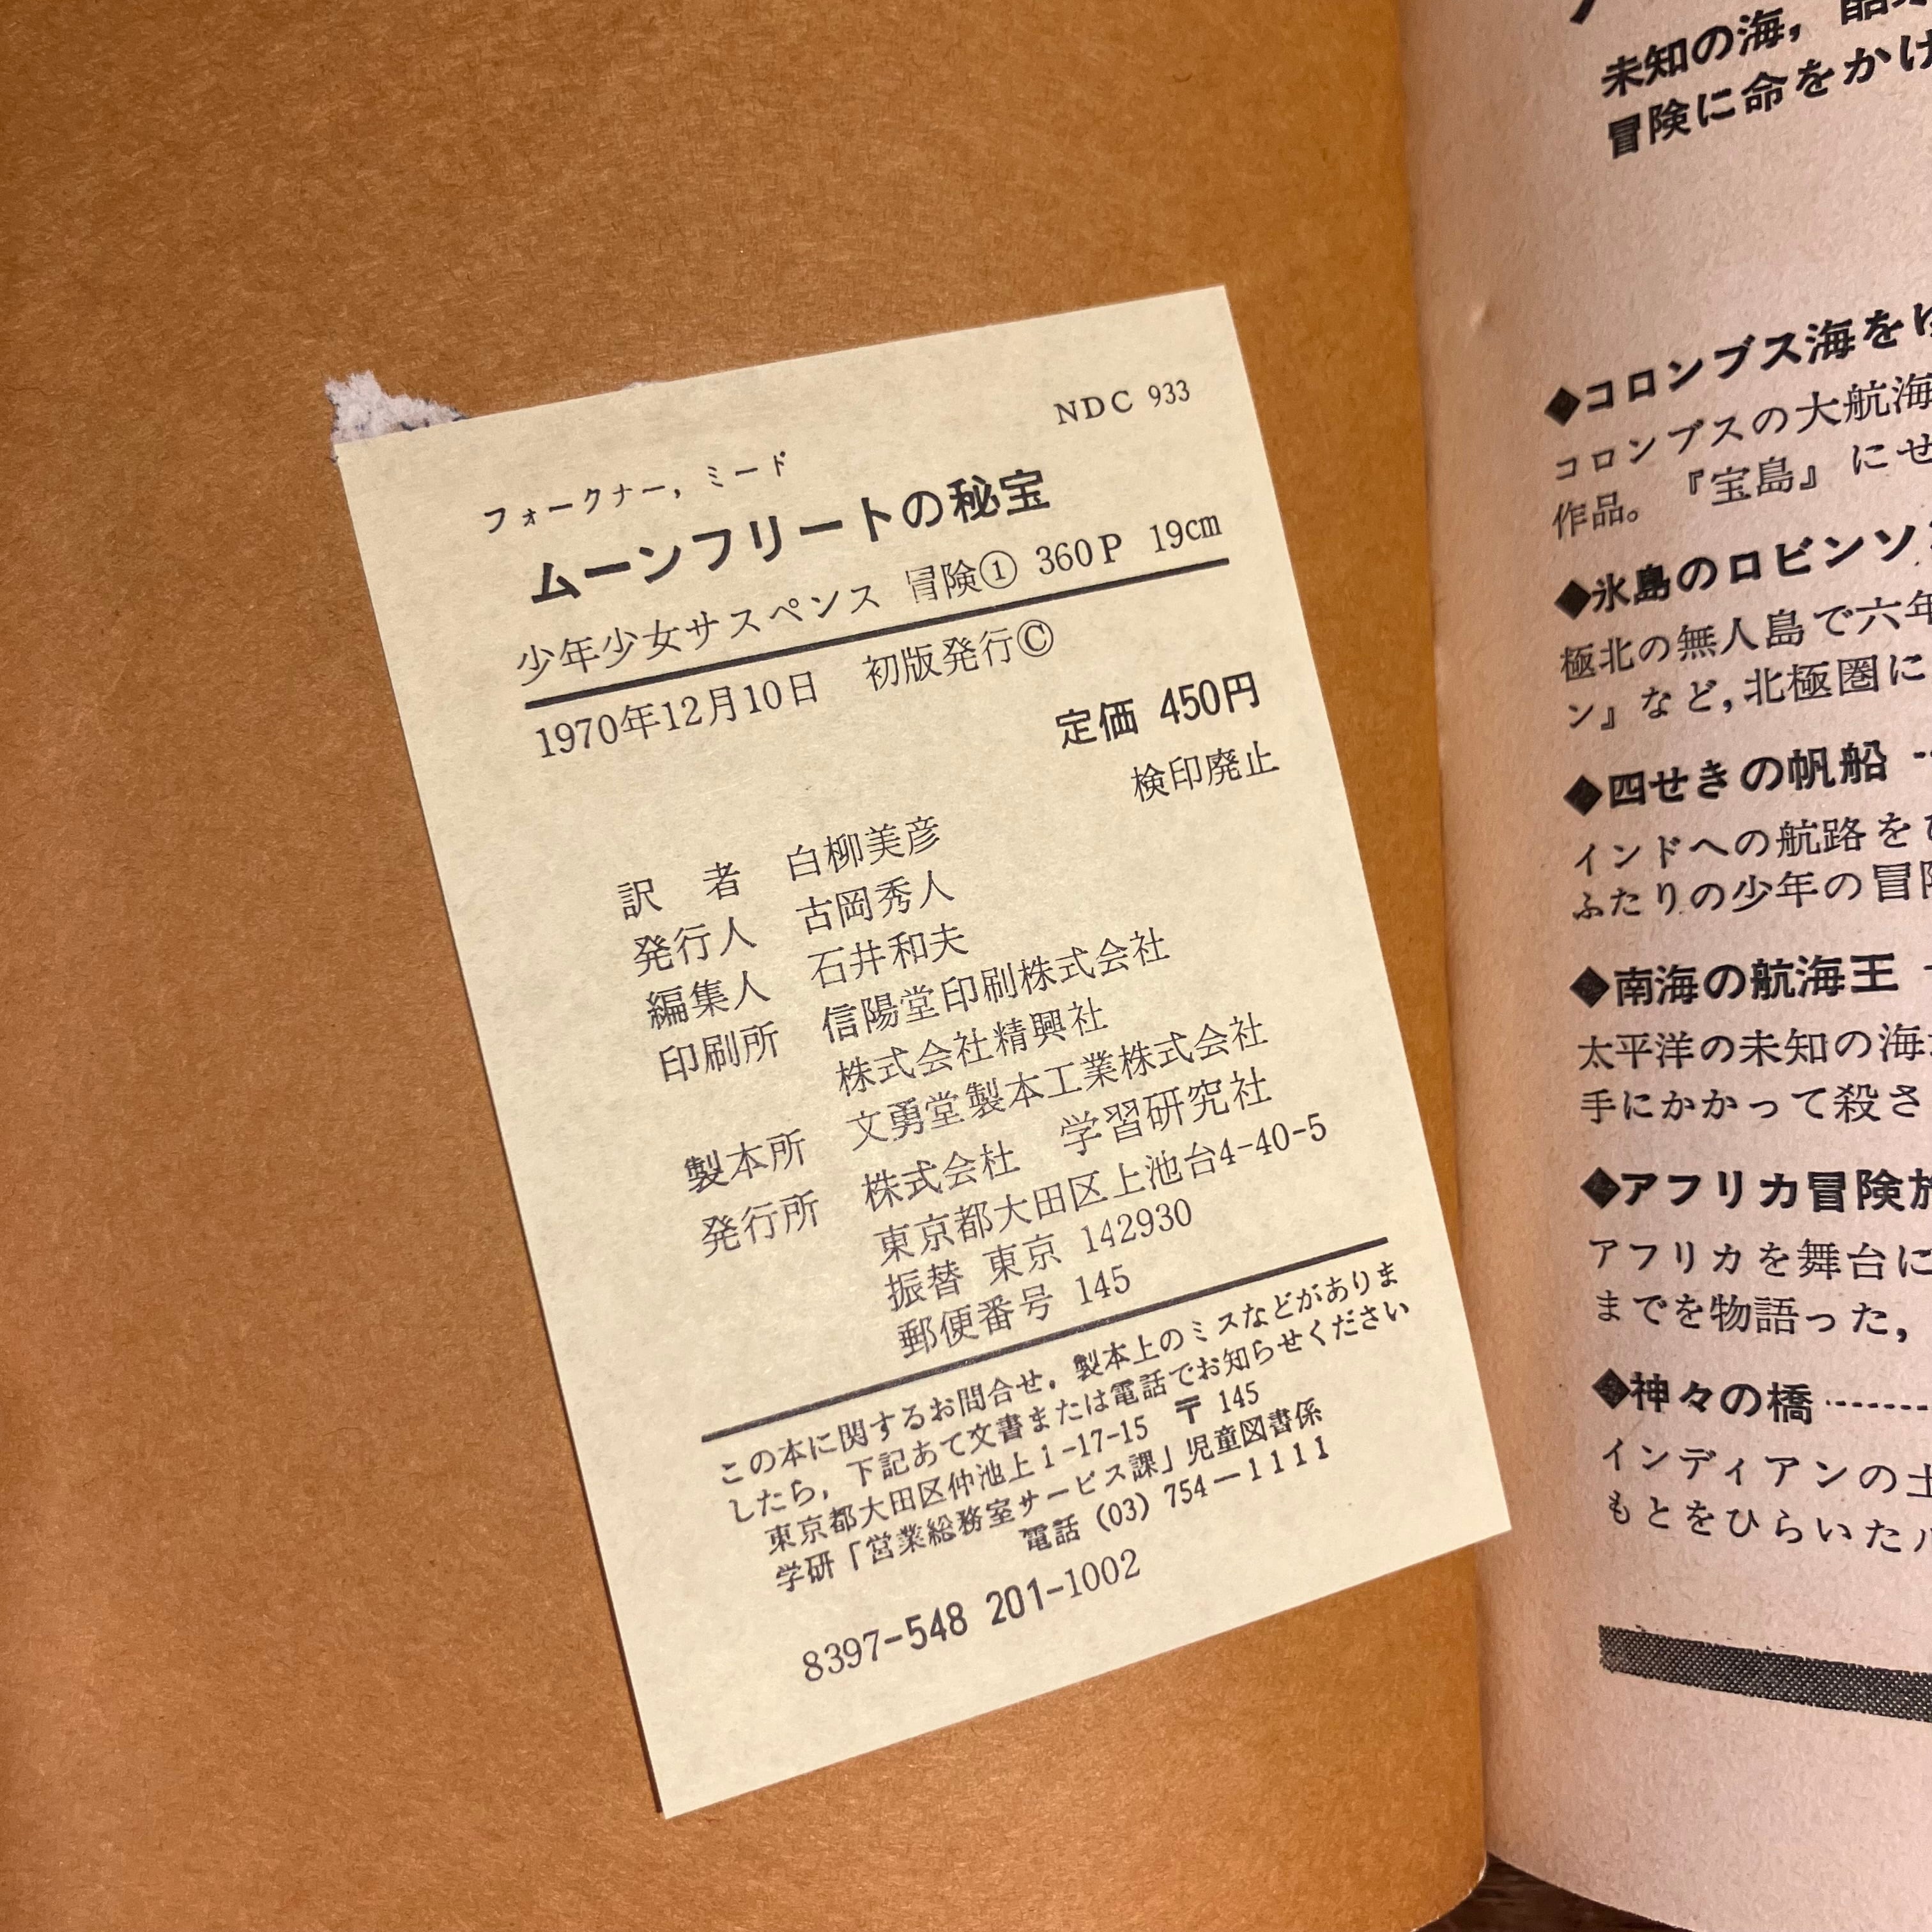 NDC 933
フォークナー，ミード
ムーンフリートの秘宝
少年少女サスペンス 冒険① 360P 19cm
1970年12月10日 初版発行©
定価 450円
検印廃止
訳 者 白柳美彦
発行人 古岡秀人
編集人 石井和夫
印刷所 信陽堂印刷株式会社
株式会社精興社
製本所 文勇堂製本工業株式会社
発行所 株式会社 学習研究社
東京都大田区上池台4-40-5
振替 東京 142930
郵便番号 145
この本に関するお問合せ，製本上のミスなどがありま
したら，下記あて文書または電話でお知らせください
東京都大田区仲池上1-17-15 〒 145
学研「営業総務室サービス課」児童図書係
電話 (03) 754－1111
8397-548 201-1002
未知の海，
冒険に命をかけ
◆コロンブス海をゆ
コロンブスの大航海
作品。『宝島』にせ
◆氷島のロビンソン
極北の無人島で六年
ン』など，北極圏に
◆四せきの帆船
インドへの航路をひ
ふたりの少年の冒険
◆南海の航海王
太平洋の未知の海
手にかかって殺さ
◆アフリカ冒険旅
アフリカを舞台に
までを物語った，
◆神々の橋
インディアンの土
もとをひらいた